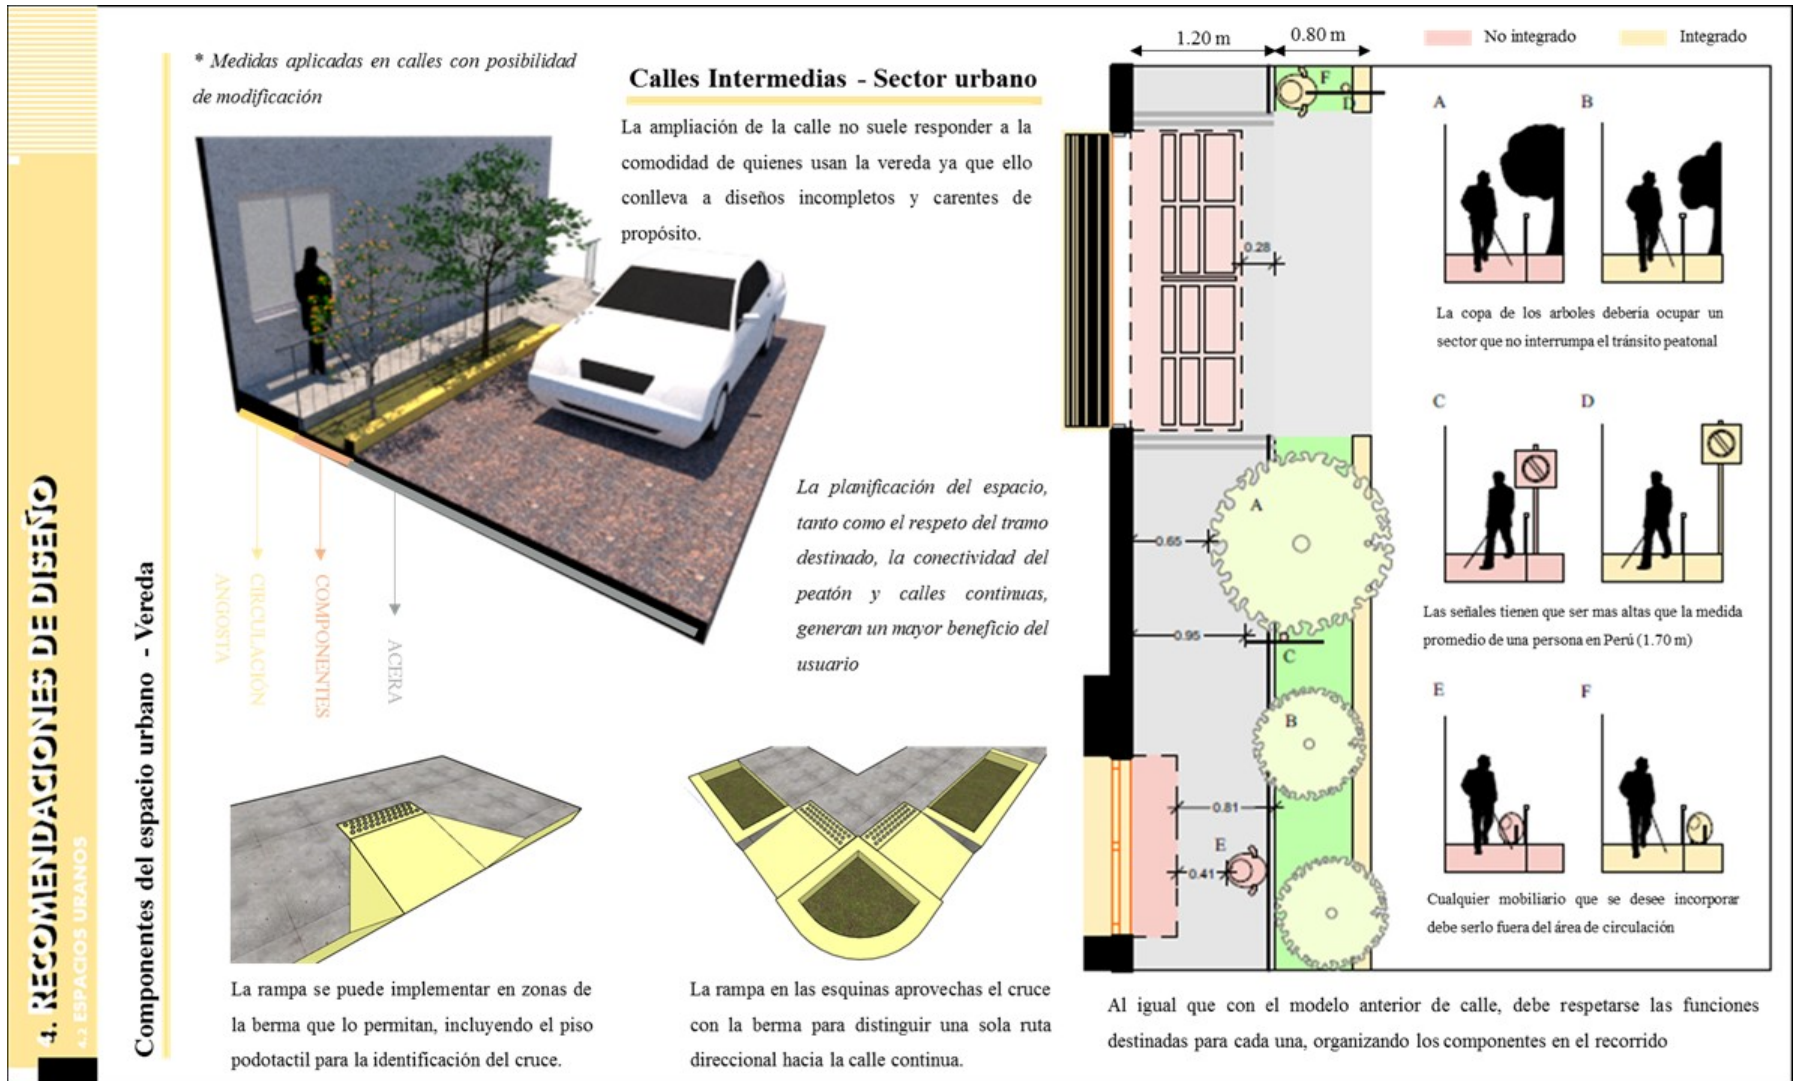 4. RECOMENDACIONES DE DISEÑO
4.2 ESPACIOS URANOS
Componentes del espacio urbano - Vereda
* Medidas aplicadas en calles con posibilidad
de modificación
Calles Intermedias - Sector urbano
La ampliación de la calle no suele responder a la
comodidad de quienes usan la vereda ya que ello
conlleva a diseños incompletos y carentes de
propósito.
CIRCULACIÓN
ANGOSTA
COMPONENTES
ACERA
La planificación del espacio,
tanto como el respeto del tramo
destinado, la conectividad del
peatón y calles continuas,
generan un mayor beneficio del
usuario
La rampa se puede implementar en zonas de
la berma que lo permitan, incluyendo el piso
podotactil para la identificación del cruce.
La rampa en las esquinas aprovechas el cruce
con la berma para distinguir una sola ruta
direccional hacia la calle continua.
1.20 m
0.80 m
F
D
0.28
A
0.65
0.95
C
B
0.81
E
0.41
No integrado
Integrado
A
B
La copa de los arboles debería ocupar un
sector que no interrumpa el tránsito peatonal
C
D
Las señales tienen que ser mas altas que la medida
promedio de una persona en Perú (1.70 m)
E
F
Cualquier mobiliario que se desee incorporar
debe serlo fuera del área de circulación
Al igual que con el modelo anterior de calle, debe respetarse las funciones
destinadas para cada una, organizando los componentes en el recorrido